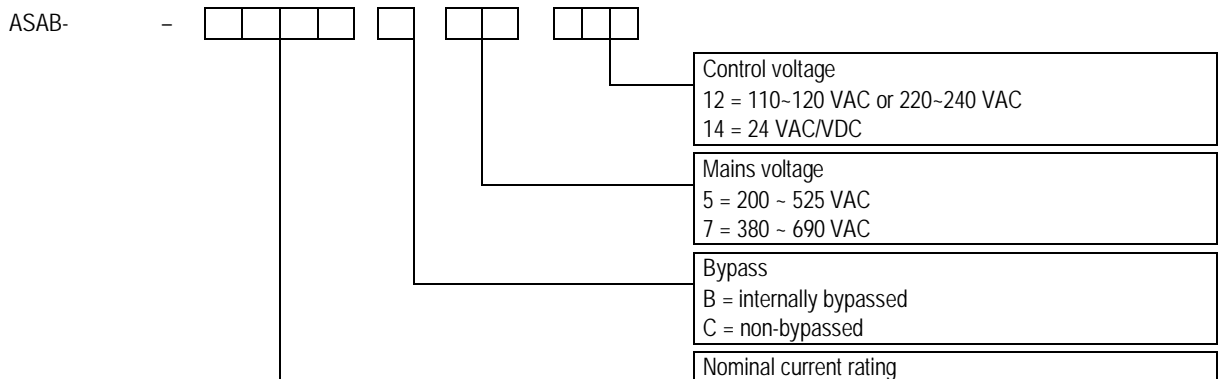 ASAB- –
Control voltage
12 = 110~120 VAC or 220~240 VAC
14 = 24 VAC/VDC
Mains voltage
5 = 200 ~ 525 VAC
7 = 380 ~ 690 VAC
Bypass
B = internally bypassed
C = non-bypassed
Nominal current rating